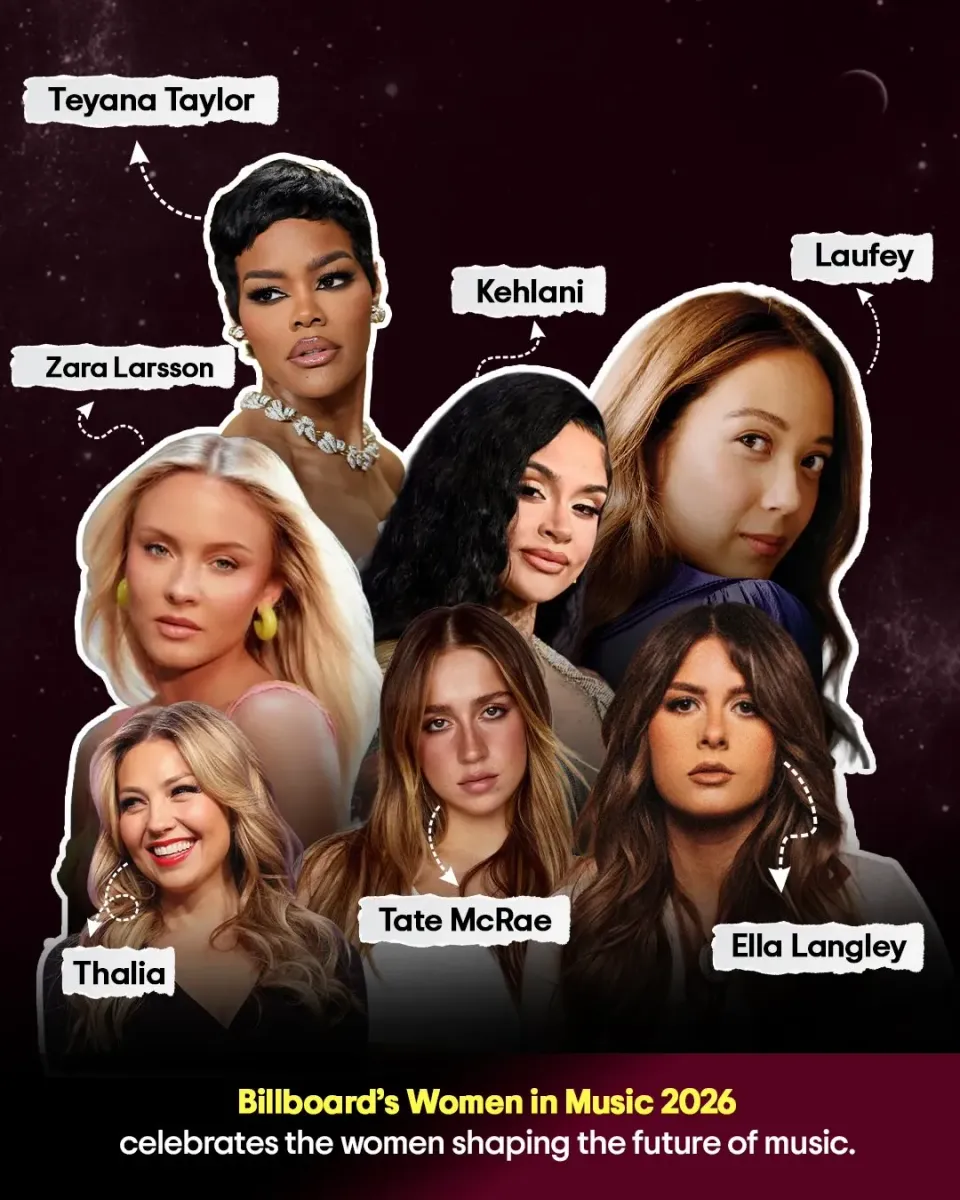 Teyana Taylor
Laufey
Kehlani
Zara Larsson
Tate McRae
Ella Langley
Thalia
Billboard's Women in Music 2026
celebrates the women shaping the future of music.